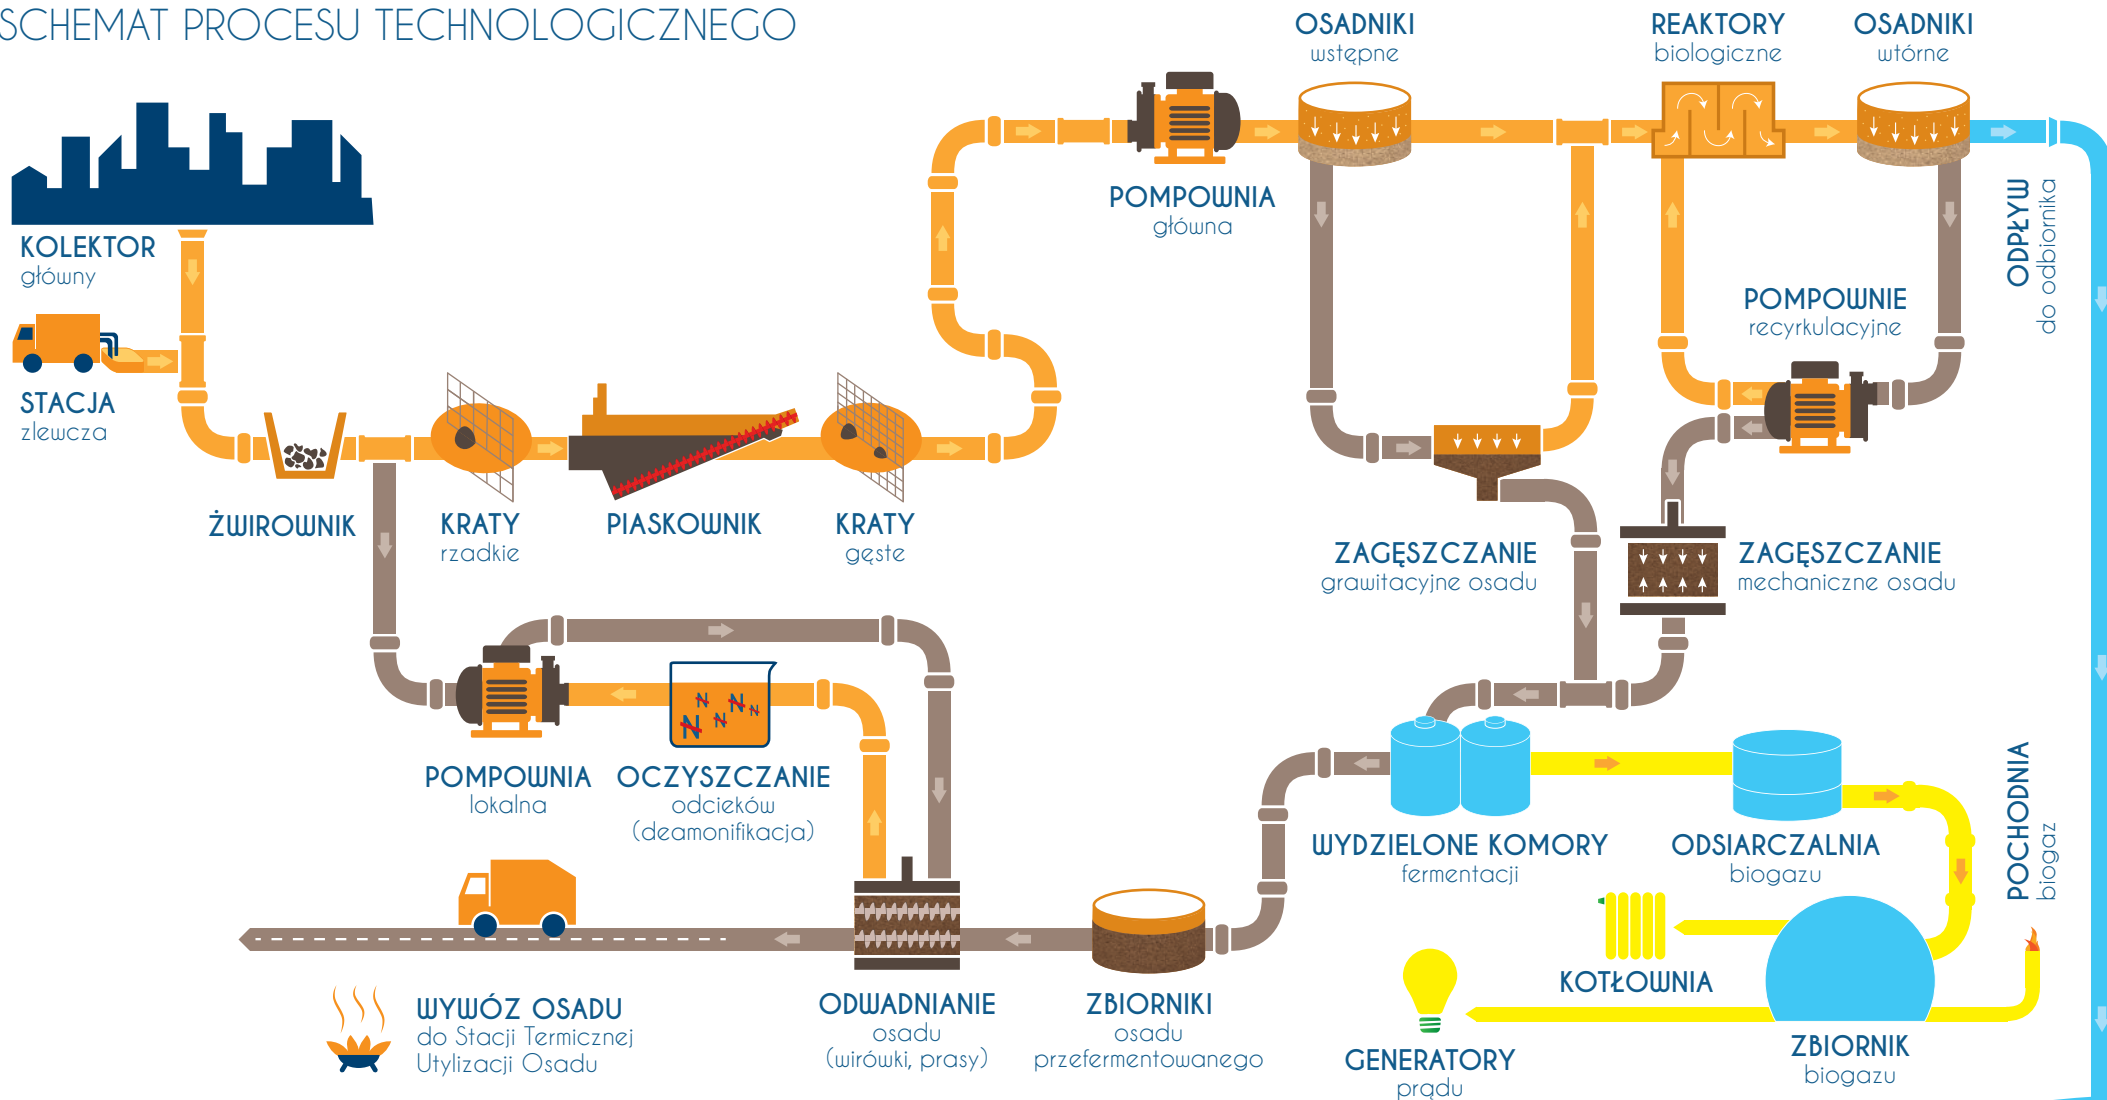 SCHEMAT PROCESU TECHNOLOGICZNEGO
OSADNIKI
wstępne
REAKTORY
biologiczne
OSADNIKI
wtórne
KOLEKTOR
główny
POMPOWNIA
główna
ODPŁYW
do odbiornika
STACJA
zlewcza
POMPOWNIE
recyrkulacyjne
ŻWIROWNIK
KRATY
rzadkie
PIASKOWNIK
KRATY
gęste
ZAGĘSZCZANIE
grawitacyjne osadu
ZAGĘSZCZANIE
mechaniczne osadu
N N N N N
POMPOWNIA
lokalna
OCZYSZCZANIE
odcieków
(deamonifikacja)
WYDZIELONE KOMORY
fermentacji
ODSIARCZALNIA
biogazu
POCHODNIA
biogaz
WYWÓZ OSADU
do Stacji Termicznej
Utylizacji Osadu
ODWADNIANIE
osadu
(wirówki, prasy)
ZBIORNIKI
osadu
przefermentowanego
KOTŁOWNIA
GENERATORY
prądu
ZBIORNIK
biogazu